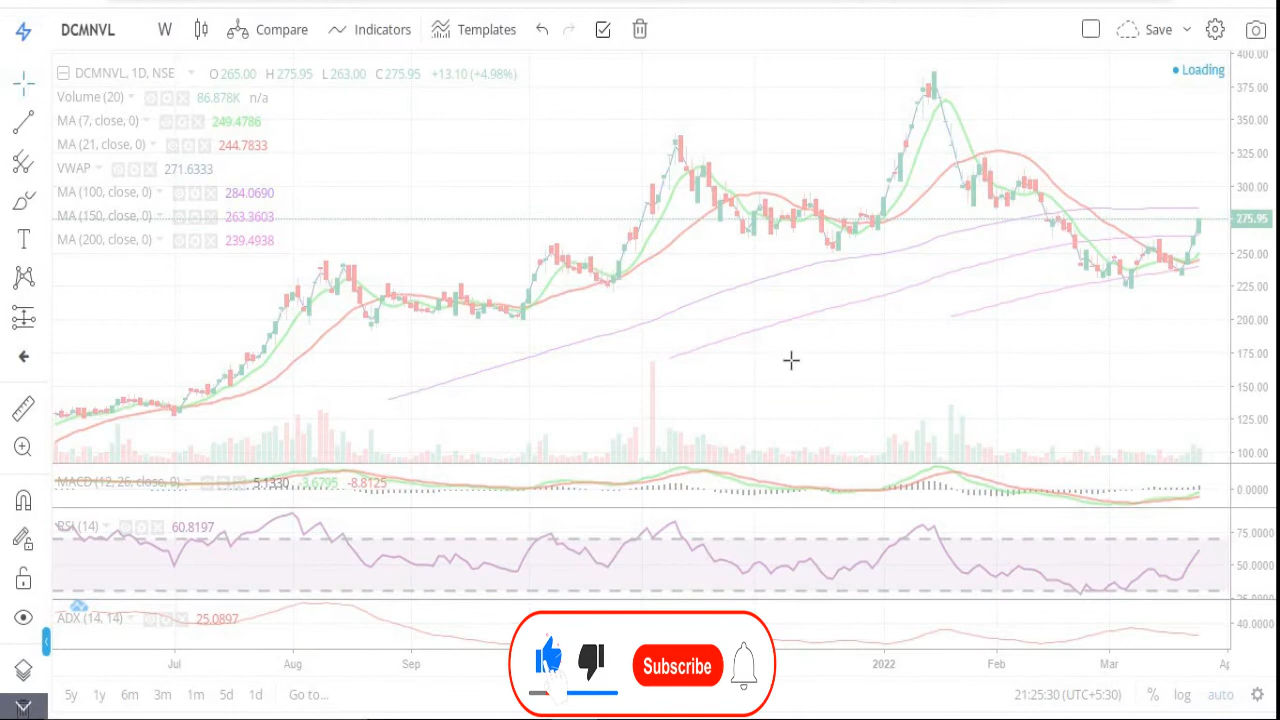 DCMNVL W Compare Indicators Templates Save
DCMNVL, 1D, NSE O 265.00 H 275.95 L 263.00 C 275.95 +13.10 (+4.98%)
Volume (20) 86.878K n/a
MA (7, close, 0) 249.4786
MA (21, close, 0) 244.7833
VWAP 271.6333
MA (100, close, 0) 284.0690
MA (150, close, 0) 263.3603
MA (200, close, 0) 239.4938
Loading
400.00
375.00
350.00
325.00
300.00
275.95
250.00
225.00
200.00
175.00
150.00
125.00
100.00
MACD (12, 26, close, 9) 5.1330 -3.6795 -8.8125
0.0000
RSI (14) 60.8197
75.0000
50.0000
25.0000
ADX (14, 14) 25.0897
40.0000
Jul Aug Sep 2022 Feb Mar
Subscribe
5y 1y 6m 3m 1m 5d 1d Go to... 21:25:30 (UTC+5:30) % log auto